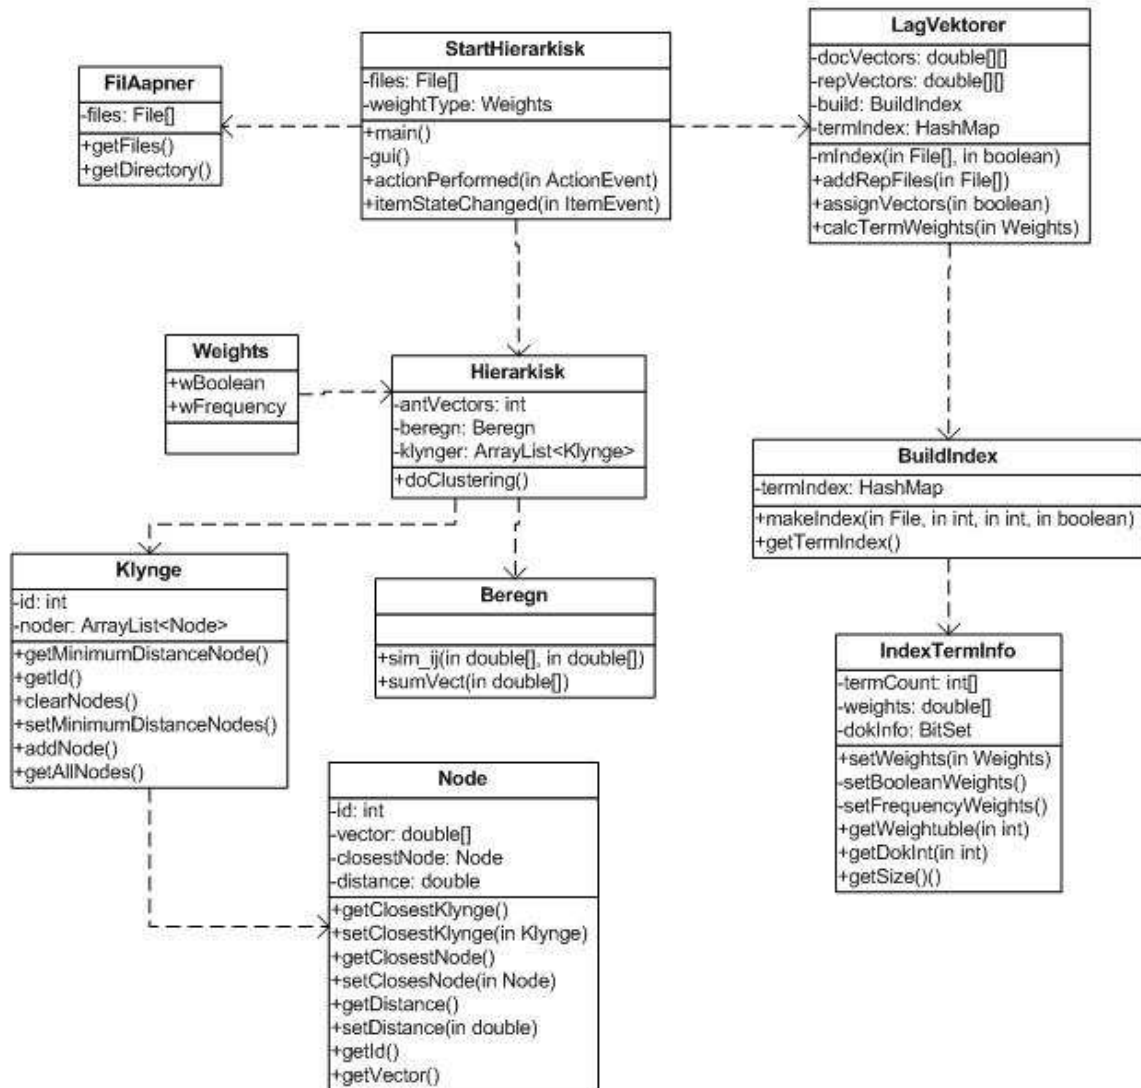 StartHierarkisk
-files: File[]
-weightType: Weights
+main()
-gui()
+actionPerformed(in ActionEvent)
+itemStateChanged(in ItemEvent)
FilAapner
-files: File[]
+getFiles()
+getDirectory()
LagVektorer
-docVectors: double[][]
-repVectors: double[][]
-build: BuildIndex
-termIndex: HashMap
-mIndex(in File[], in boolean)
+addRepFiles(in File[])
+assignVectors(in boolean)
+calcTermWeights(in Weights)
Weights
+wBoolean
+wFrequency
Hierarkisk
-antVectors: int
-beregn: Beregn
-klynger: ArrayList<Klynge>
+doClustering()
BuildIndex
-termIndex: HashMap
+makeIndex(in File, in int, in int, in boolean)
+getTermIndex()
Klynge
-id: int
-noder: ArrayList<Node>
+getMinimumDistanceNode()
+getId()
+clearNodes()
+setMinimumDistanceNodes()
+addNode()
+getAllNodes()
Beregn
+sim_ij(in double[], in double[])
+sumVect(in double[])
IndexTermInfo
-termCount: int[]
-weights: double[]
-dokInfo: BitSet
+setWeights(in Weights)
-setBooleanWeights()
-setFrequencyWeights()
+getWeightuble(in int)
+getDokInt(in int)
+getSize()()
Node
-id: int
-vector: double[]
-closestNode: Node
-distance: double
+getClosestKlynge()
+setClosestKlynge(in Klynge)
+getClosestNode()
+setClosesNode(in Node)
+getDistance()
+setDistance(in double)
+getId()
+getVector()